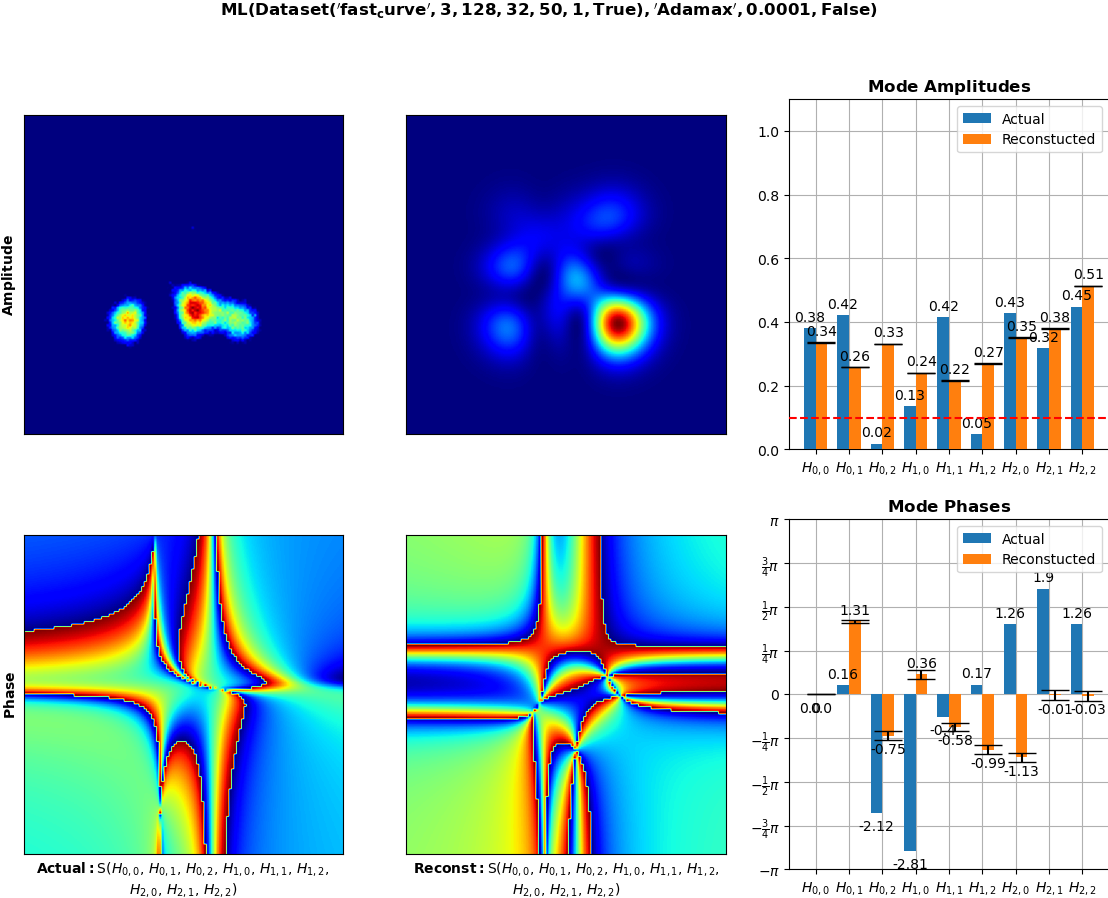 ML(Dataset('fast_curve', 3, 128, 32, 50, 1, True), 'Adamax', 0.0001, False)
Amplitude
Mode Amplitudes
Actual
Reconstucted
1.0
0.8
0.6
0.4
0.2
0.0
0.38
0.34
0.42
0.26
0.02
0.33
0.13
0.24
0.42
0.22
0.05
0.27
0.43
0.35
0.32
0.38
0.45
0.51
H0,0 H0,1 H0,2 H1,0 H1,1 H1,2 H2,0 H2,1 H2,2
Phase
Mode Phases
Actual
Reconstucted
π
3/4π
1/2π
1/4π
0
−1/4π
−1/2π
−3/4π
−π
0.0
0.0
0.16
1.31
-2.12
-0.75
-2.81
0.36
-0.4
-0.58
0.17
-0.99
1.26
-1.13
1.9
-0.01
1.26
-0.03
H0,0 H0,1 H0,2 H1,0 H1,1 H1,2 H2,0 H2,1 H2,2
Actual: S(H0,0, H0,1, H0,2, H1,0, H1,1, H1,2,
H2,0, H2,1, H2,2)
Reconst: S(H0,0, H0,1, H0,2, H1,0, H1,1, H1,2,
H2,0, H2,1, H2,2)